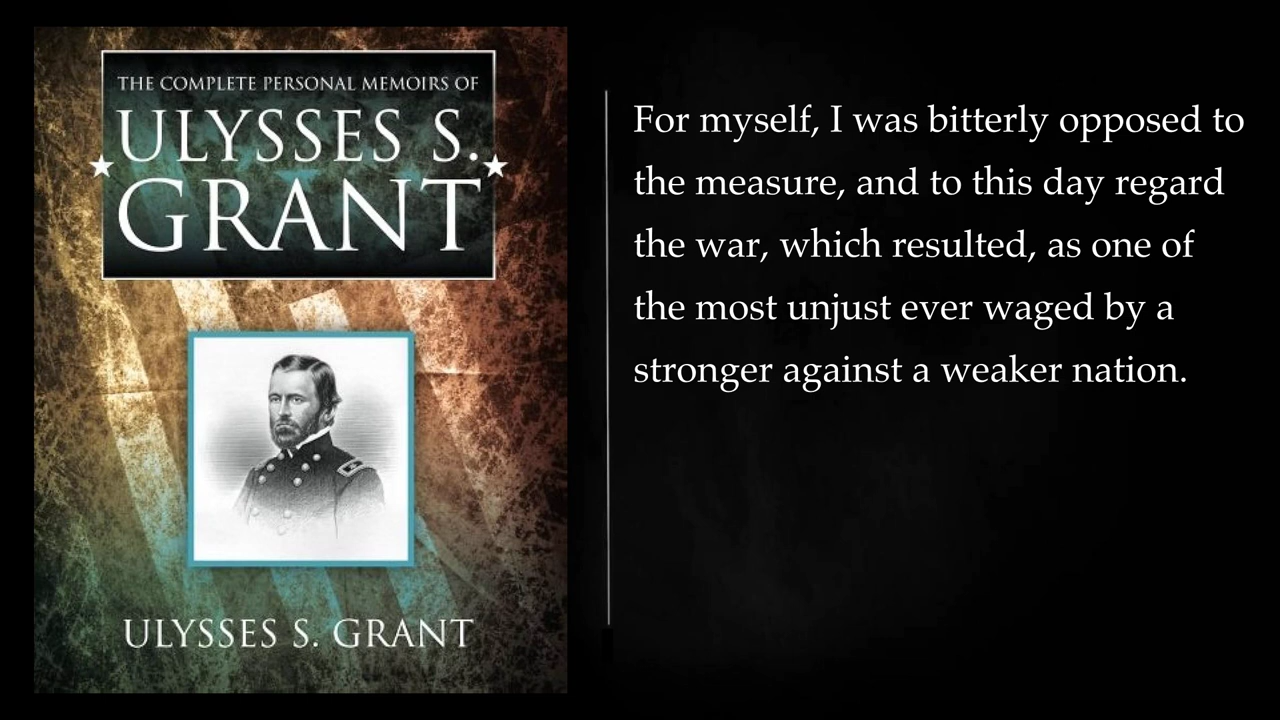 THE COMPLETE PERSONAL MEMOIRS OF
ULYSSES S.
GRANT
ULYSSES S. GRANT
For myself, I was bitterly opposed to
the measure, and to this day regard
the war, which resulted, as one of
the most unjust ever waged by a
stronger against a weaker nation.